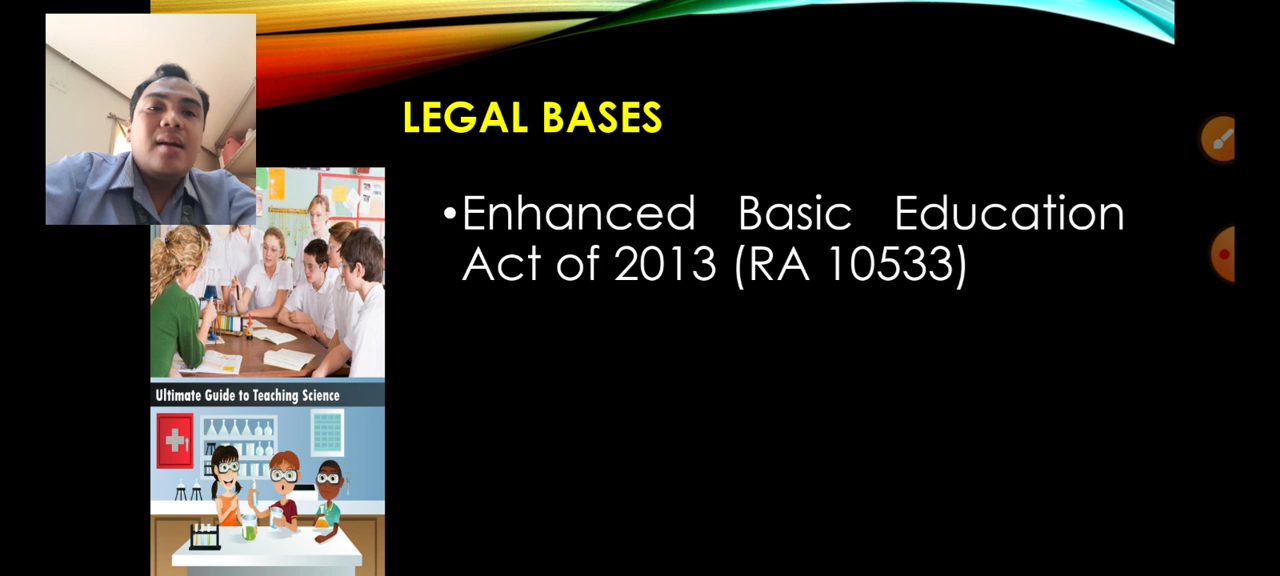 LEGAL BASES
•Enhanced Basic Education
Act of 2013 (RA 10533)
Ultimate Guide to Teaching Science